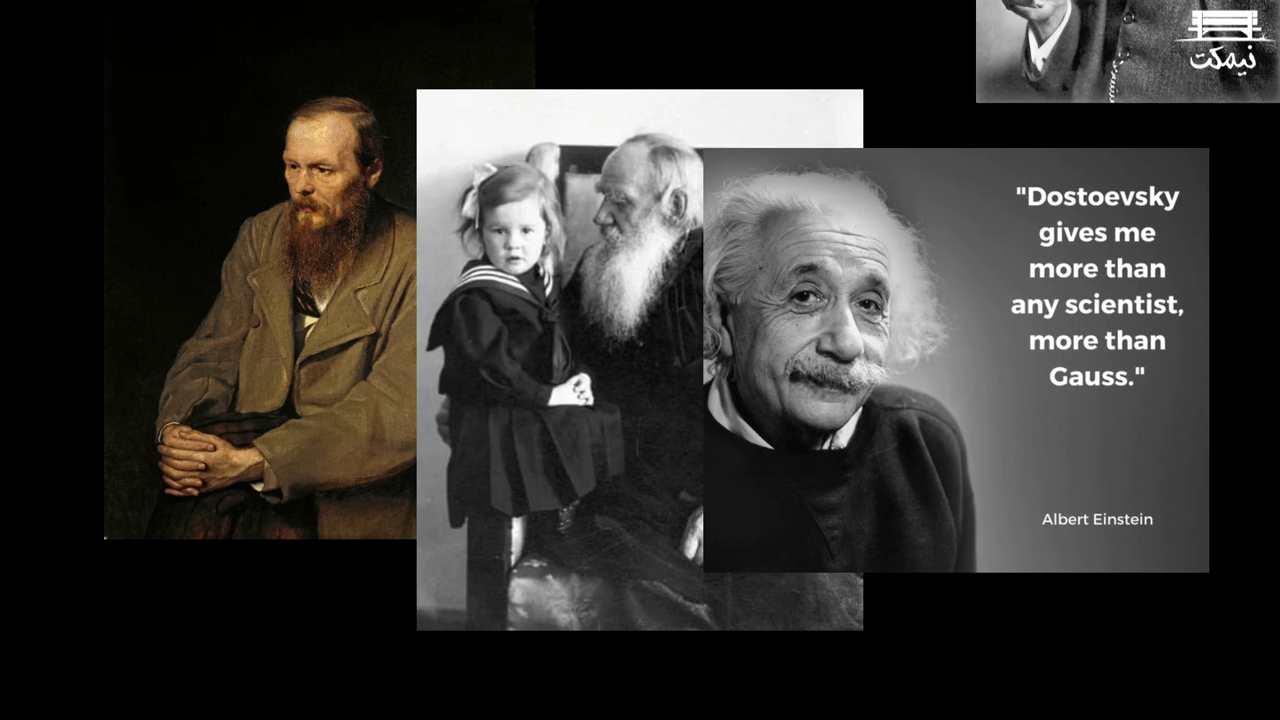 نیمکت
"Dostoevsky
gives me
more than
any scientist,
more than
Gauss."
Albert Einstein